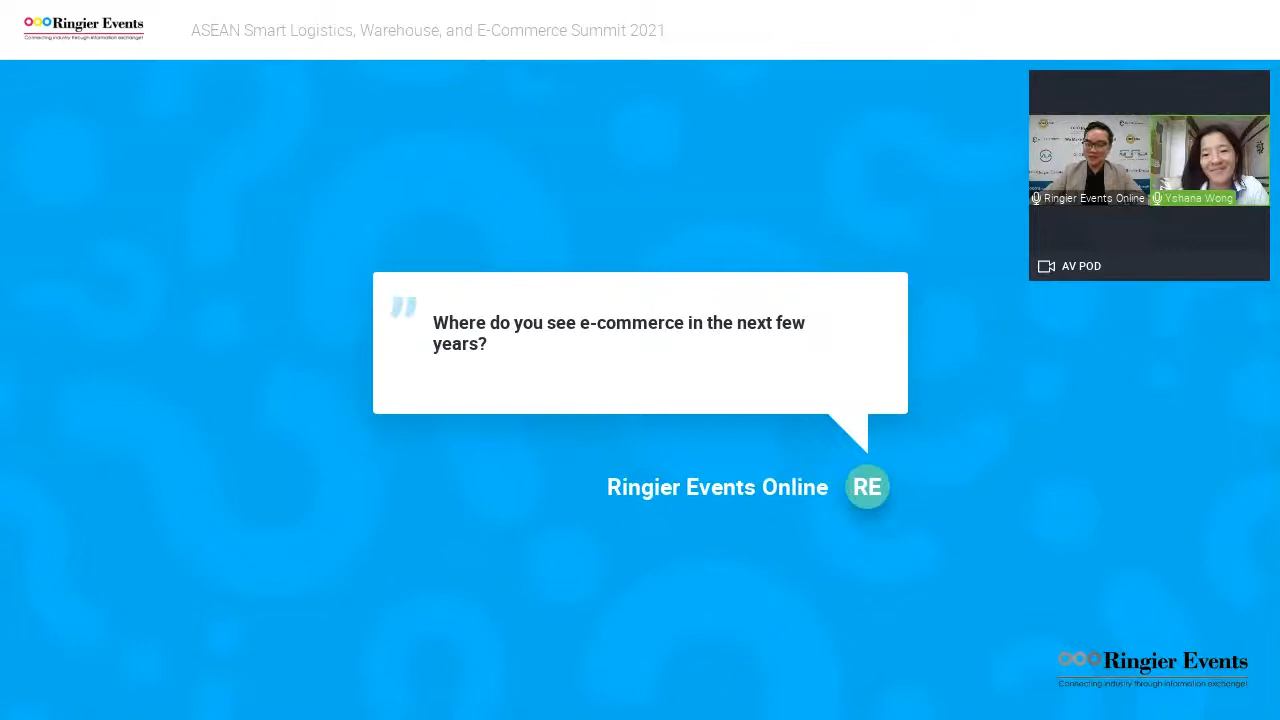 Ringier Events
Connecting industry through information exchange!
ASEAN Smart Logistics, Warehouse, and E-Commerce Summit 2021
Ringier Events Online
Yshana Wong
AV POD
"
Where do you see e-commerce in the next few
years?
Ringier Events Online
RE
Ringier Events
Connecting industry through information exchange!